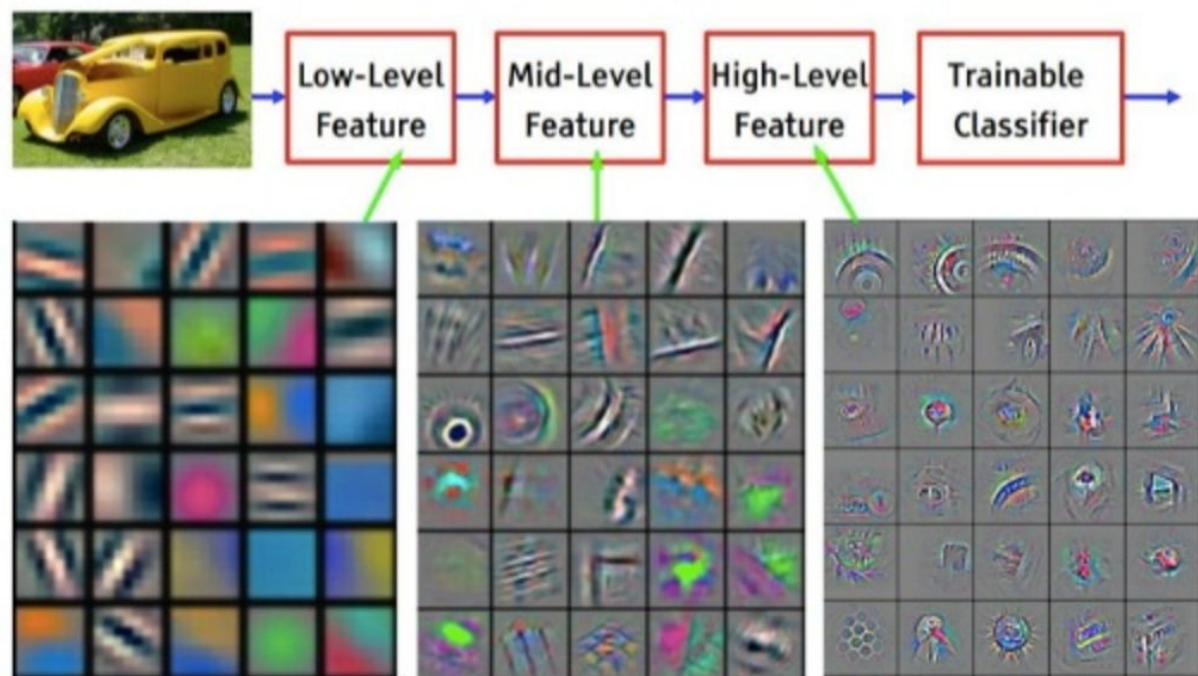 Low-Level
Feature
Mid-Level
Feature
High-Level
Feature
Trainable
Classifier